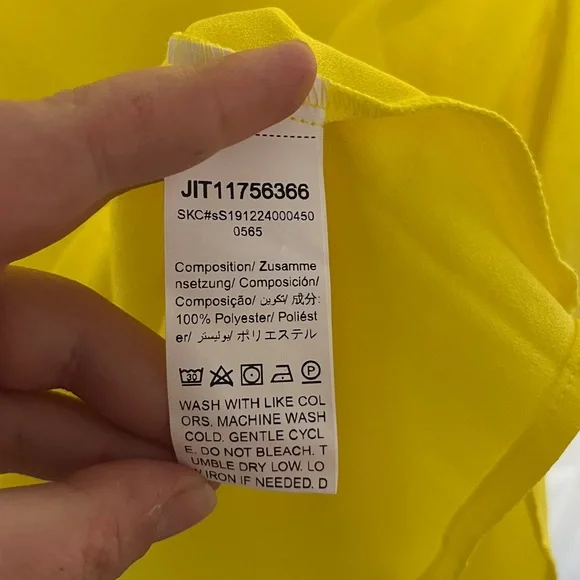 JIT11756366
SKC#sS191224000450
0565
Composition/ Zusamme
nsetzung/ Composición/
Composição/ تكوين/ 成分:
100% Polyester/ Poliést
er/ بوليستر/ ポリエステル
30 P
WASH WITH LIKE COL
ORS. MACHINE WASH
COLD. GENTLE CYCL
E. DO NOT BLEACH. T
UMBLE DRY LOW. LO
W IRON IF NEEDED. D